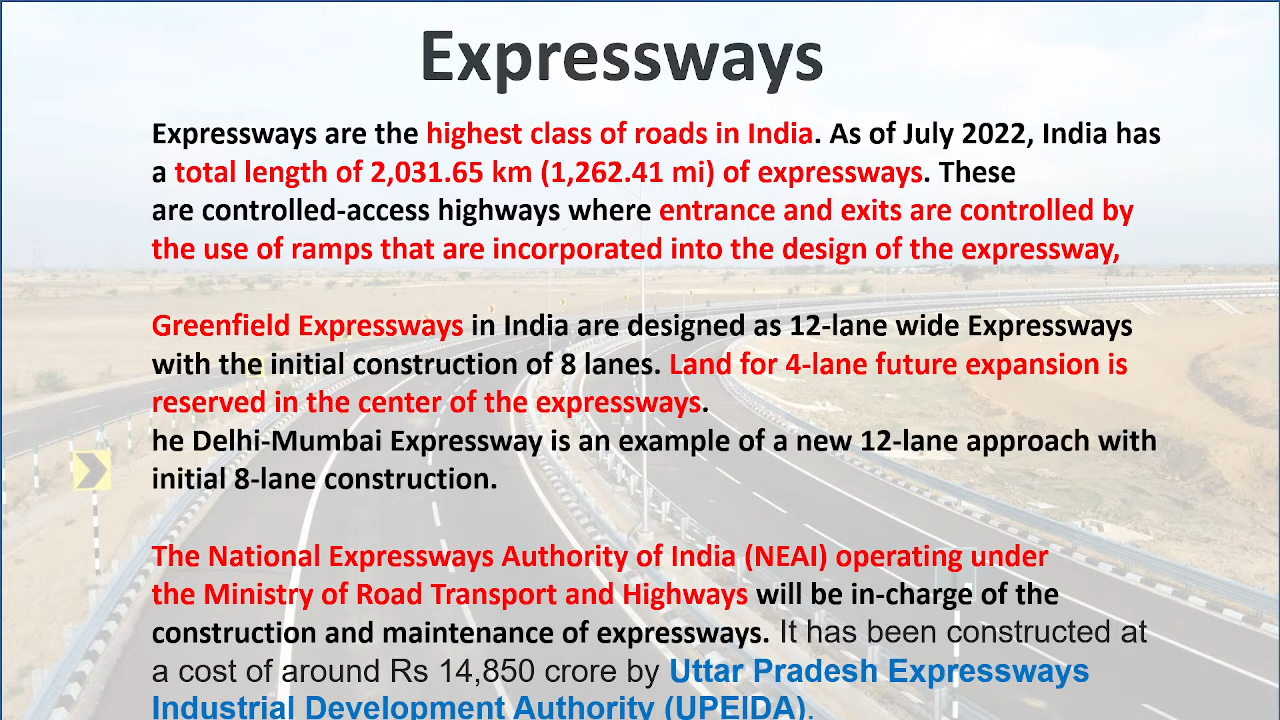 Expressways
Expressways are the highest class of roads in India. As of July 2022, India has
a total length of 2,031.65 km (1,262.41 mi) of expressways. These
are controlled-access highways where entrance and exits are controlled by
the use of ramps that are incorporated into the design of the expressway,
Greenfield Expressways in India are designed as 12-lane wide Expressways
with the initial construction of 8 lanes. Land for 4-lane future expansion is
reserved in the center of the expressways.
he Delhi-Mumbai Expressway is an example of a new 12-lane approach with
initial 8-lane construction.
The National Expressways Authority of India (NEAI) operating under
the Ministry of Road Transport and Highways will be in-charge of the
construction and maintenance of expressways. It has been constructed at
a cost of around Rs 14,850 crore by Uttar Pradesh Expressways
Industrial Development Authority (UPEIDA).